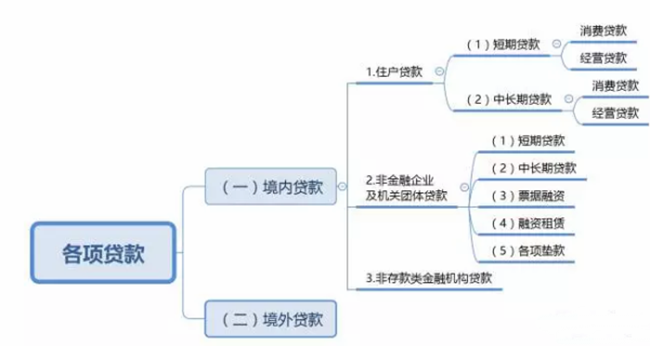 各项贷款
（一）境内贷款
1.住户贷款
（1）短期贷款
消费贷款
经营贷款
（2）中长期贷款
消费贷款
经营贷款
2.非金融企业
及机关团体贷款
（1）短期贷款
（2）中长期贷款
（3）票据融资
（4）融资租赁
（5）各项垫款
3.非存款类金融机构贷款
（二）境外贷款